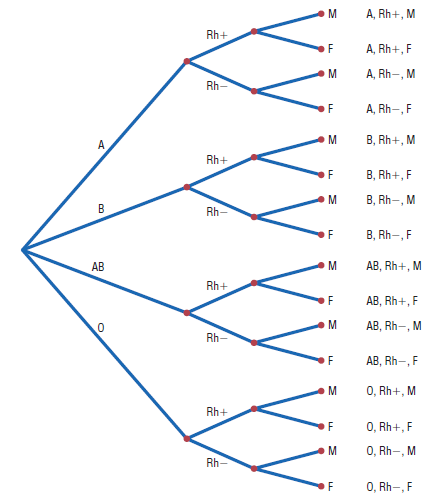 M A, Rh+, M
Rh+
F A, Rh+, F
M A, Rh−, M
Rh−
F A, Rh−, F
A
M B, Rh+, M
Rh+
F B, Rh+, F
M B, Rh−, M
B
Rh−
F B, Rh−, F
AB
M AB, Rh+, M
Rh+
F AB, Rh+, F
M AB, Rh−, M
O
Rh−
F AB, Rh−, F
M O, Rh+, M
Rh+
F O, Rh+, F
M O, Rh−, M
Rh−
F O, Rh−, F